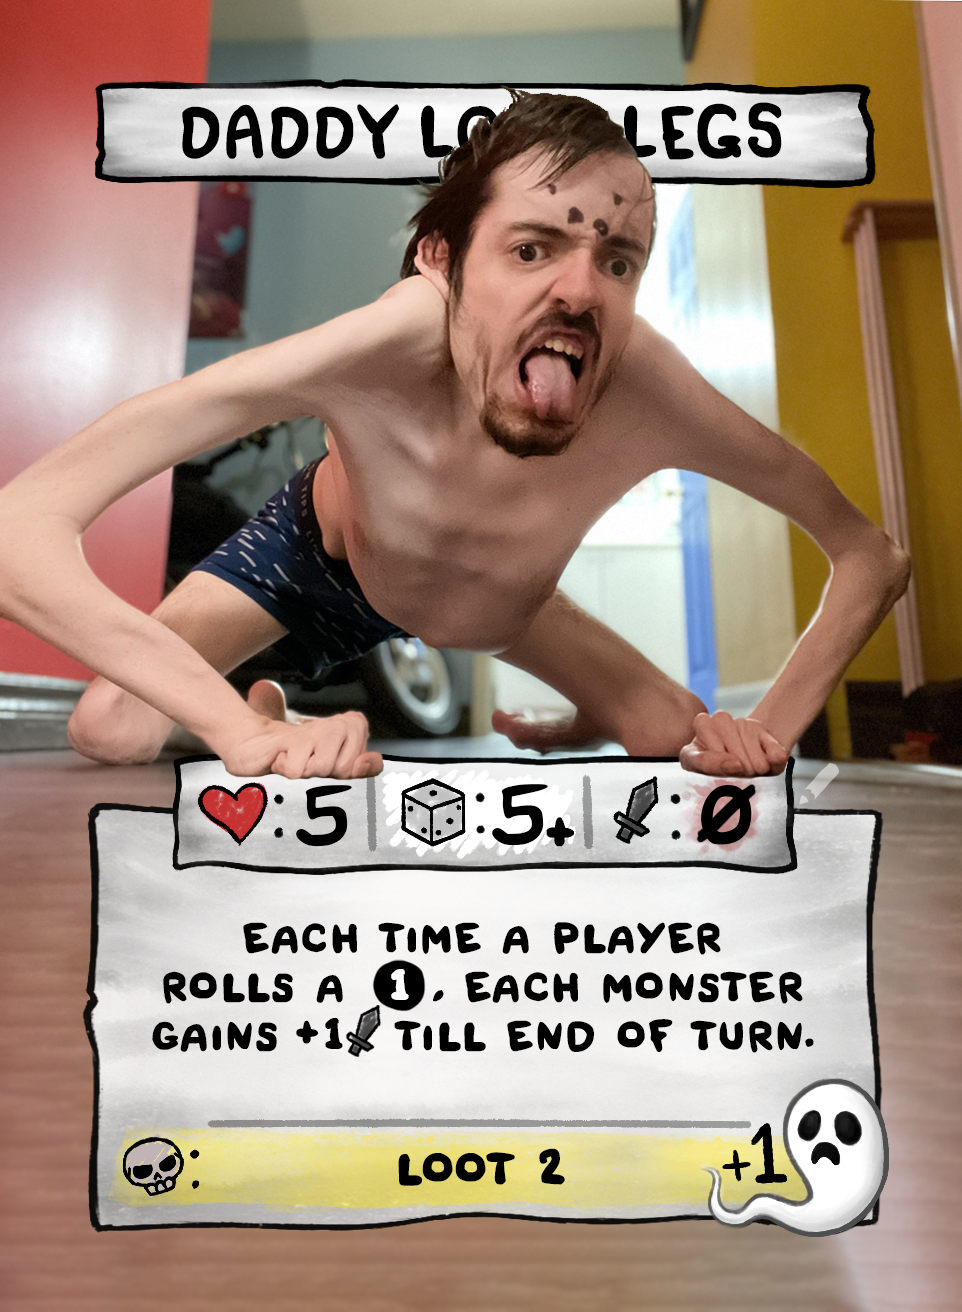 DADDY LO LEGS
:5 :5+ :Ø
EACH TIME A PLAYER
ROLLS A 1, EACH MONSTER
GAINS +1 TILL END OF TURN.
: LOOT 2 +1